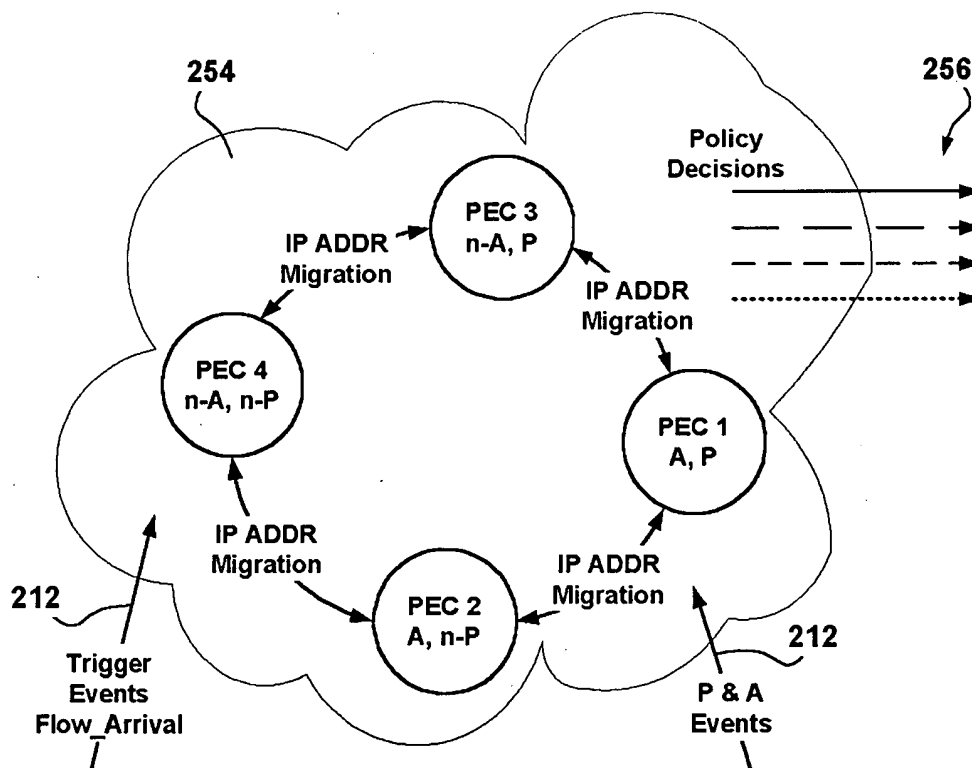 254
256
Policy
Decisions
PEC 3
n-A, P
IP ADDR
Migration
IP ADDR
Migration
PEC 4
n-A, n-P
PEC 1
A, P
IP ADDR
Migration
IP ADDR
Migration
PEC 2
A, n-P
212
212
Trigger
Events
Flow_Arrival
P & A
Events